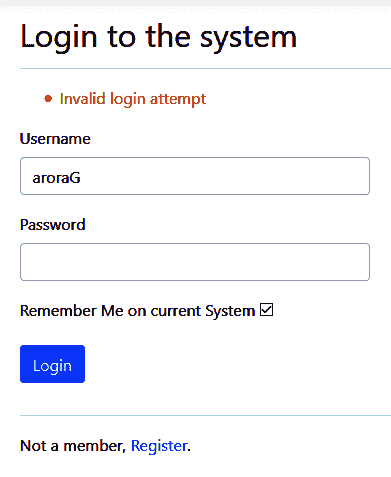 Login to the system
Invalid login attempt
Username
aroraG
Password
Remember Me on current System
Login
Not a member, Register.